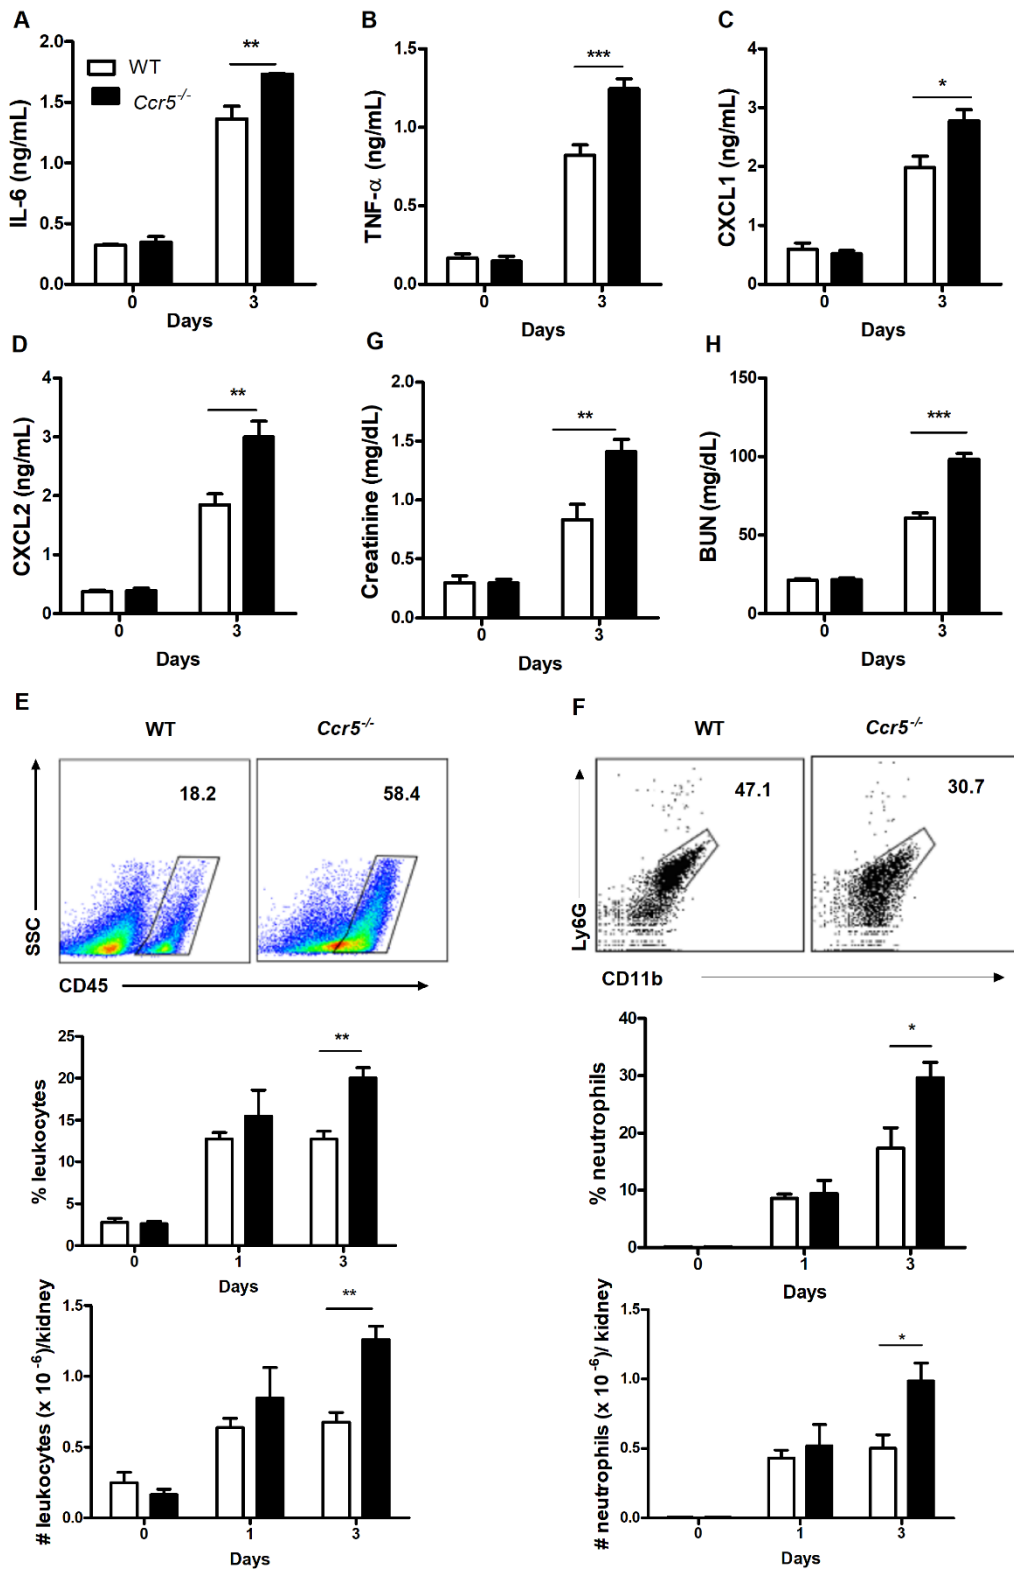 A
IL-6 (ng/mL)
2.0
1.5
1.0
0.5
0.0
WT
Ccr5-/-
**
0 3
Days
B
TNF-α (ng/mL)
1.5
1.0
0.5
0.0
***
0 3
Days
C
CXCL1 (ng/mL)
4
3
2
1
0
*
0 3
Days
D
CXCL2 (ng/mL)
4
3
2
1
0
**
0 3
Days
G
Creatinine (mg/dL)
2.0
1.5
1.0
0.5
0.0
**
0 3
Days
H
BUN (mg/dL)
150
100
50
0
***
0 3
Days
E
WT Ccr5-/-
SSC
18.2 58.4
CD45
% leukocytes
25
20
15
10
5
0
**
0 1 3
Days
# leukocytes (x 10 -6)/kidney
1.5
1.0
0.5
0.0
**
0 1 3
Days
F
WT Ccr5-/-
Ly6G
47.1 30.7
CD11b
% neutrophils
40
30
20
10
0
*
0 1 3
Days
# neutrophils (x 10 -6)/ kidney
1.5
1.0
0.5
0.0
*
0 1 3
Days